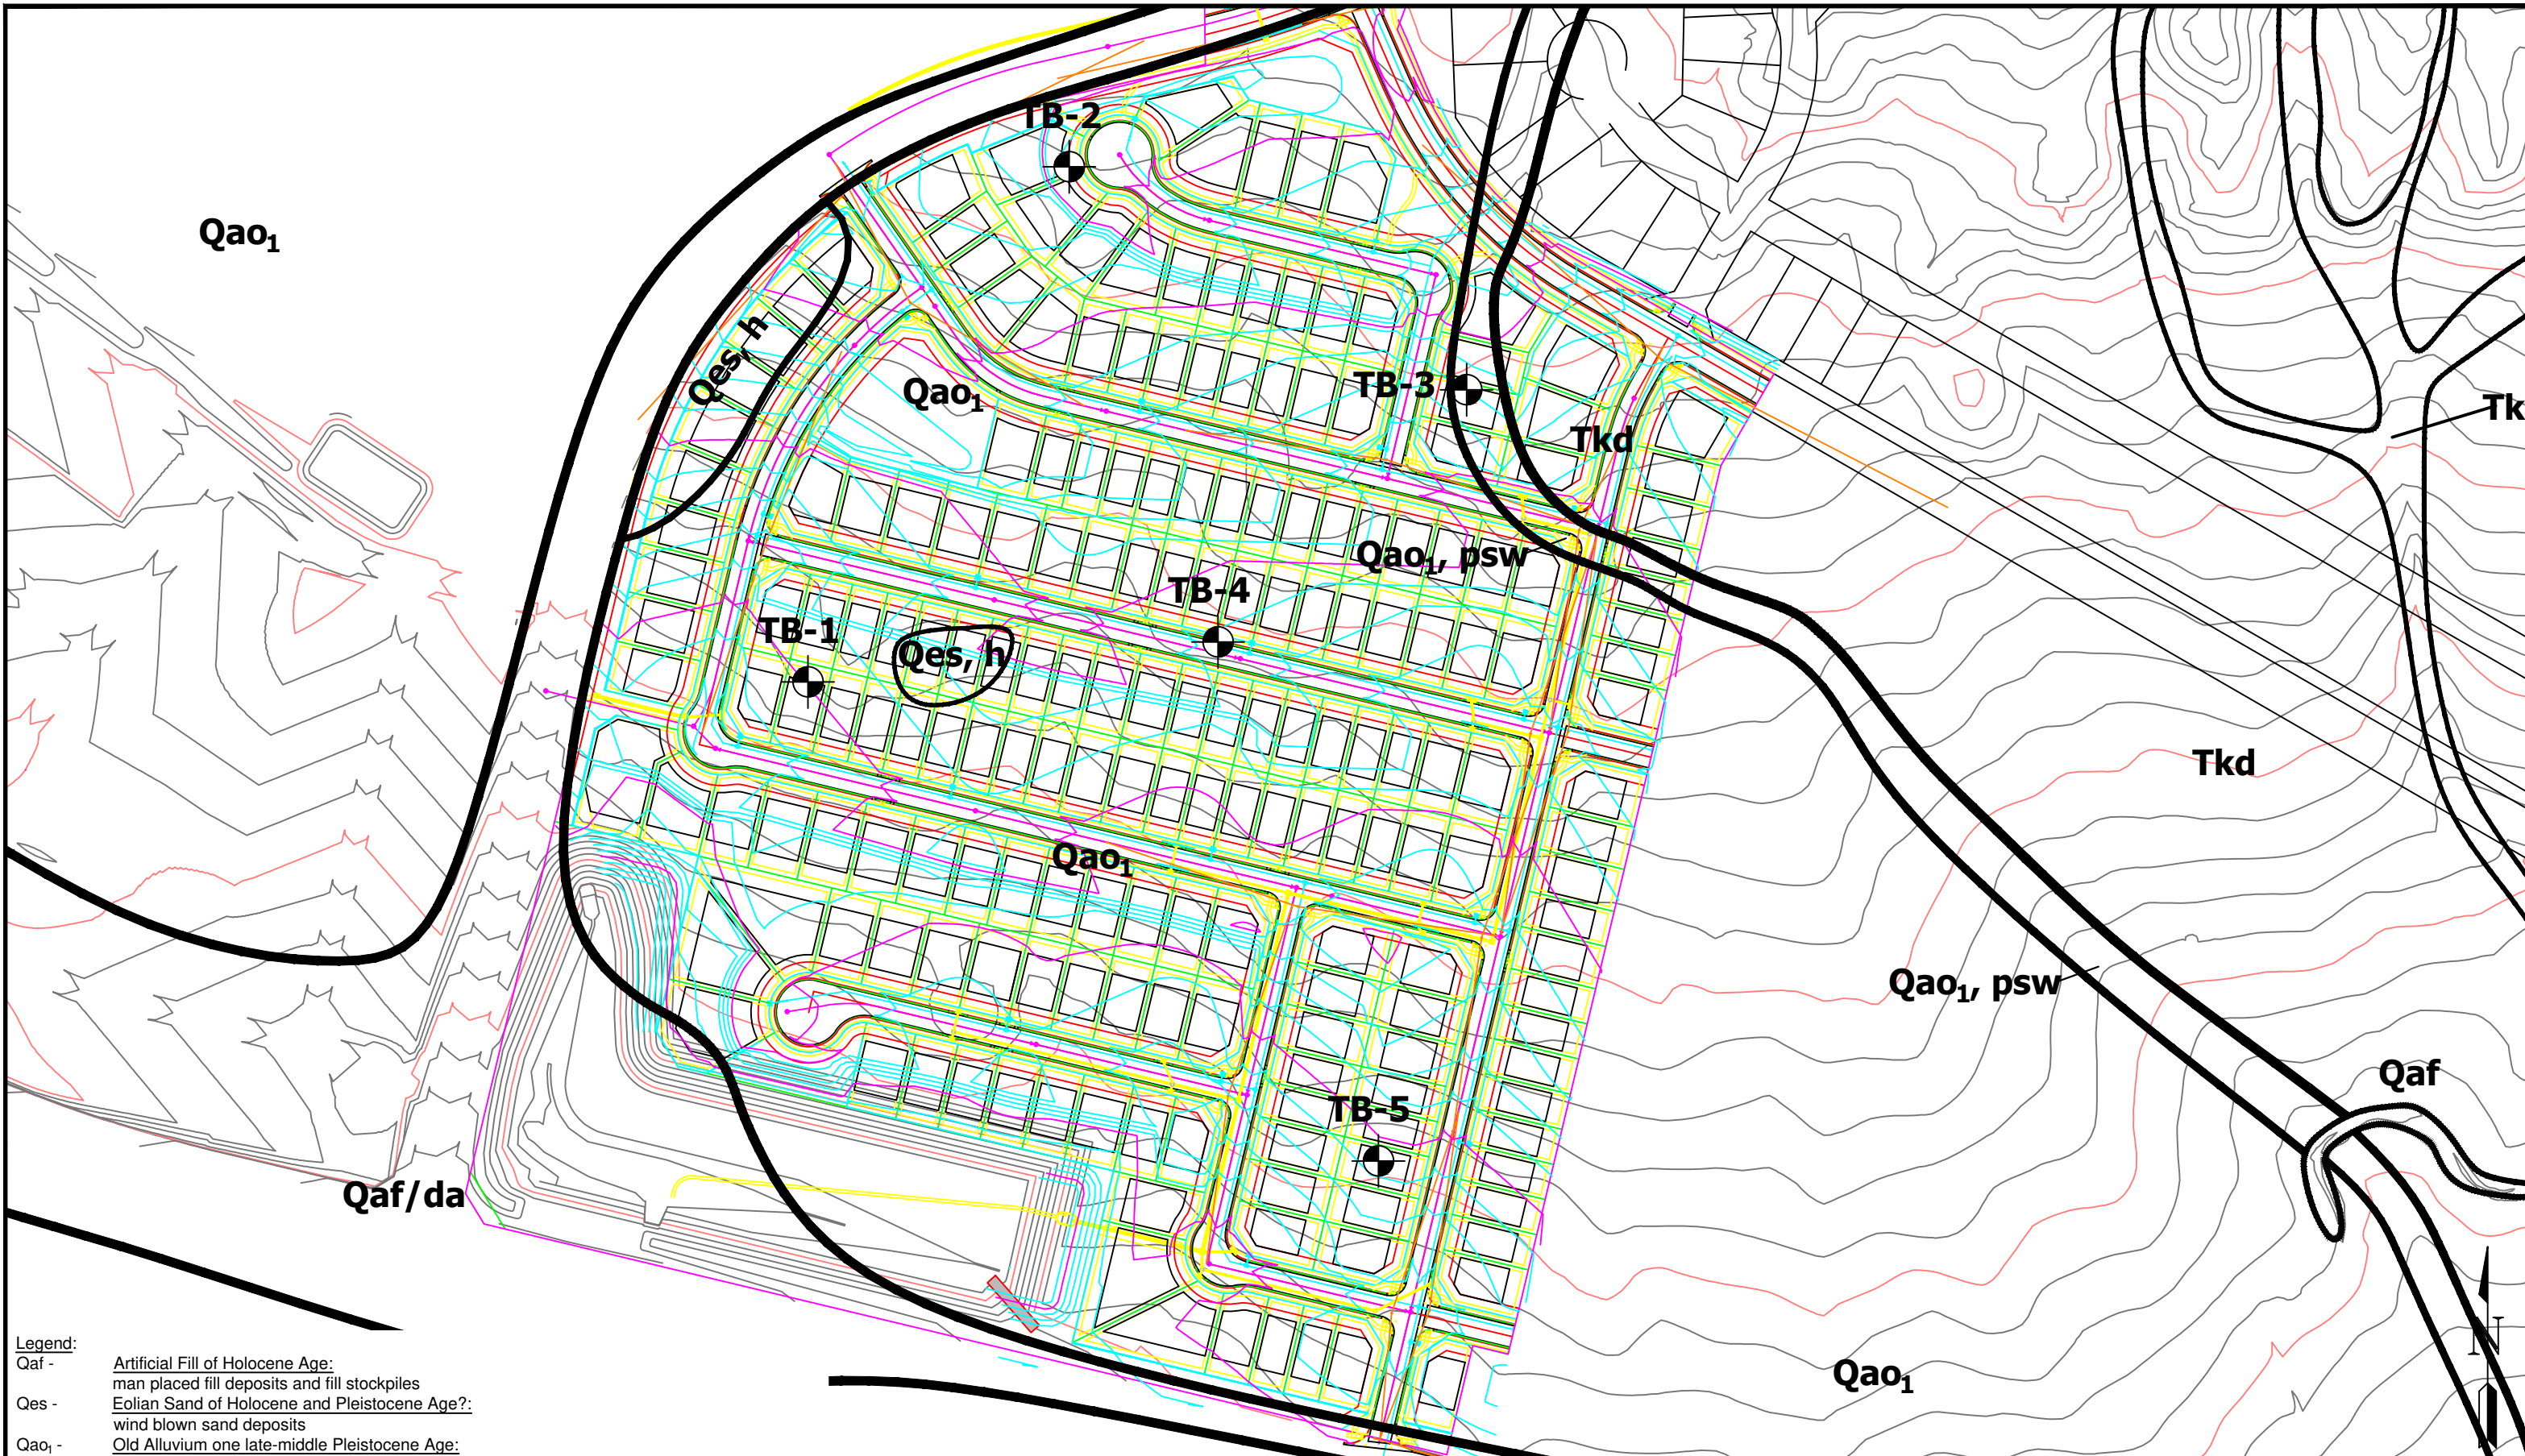 TB-2
Qao₁
Qes, h
Qao₁
TB-3
Tk
Tkd
Qao₁, psw
TB-4
TB-1
Qes, h
Tkd
Qao₁
Qao₁, psw
Qaf
TB-5
Qaf/da
N
Qao₁
Legend:
Qaf - Artificial Fill of Holocene Age:
man placed fill deposits and fill stockpiles
Qes - Eolian Sand of Holocene and Pleistocene Age?:
wind blown sand deposits
Qao₁ - Old Alluvium one late-middle Pleistocene Age: